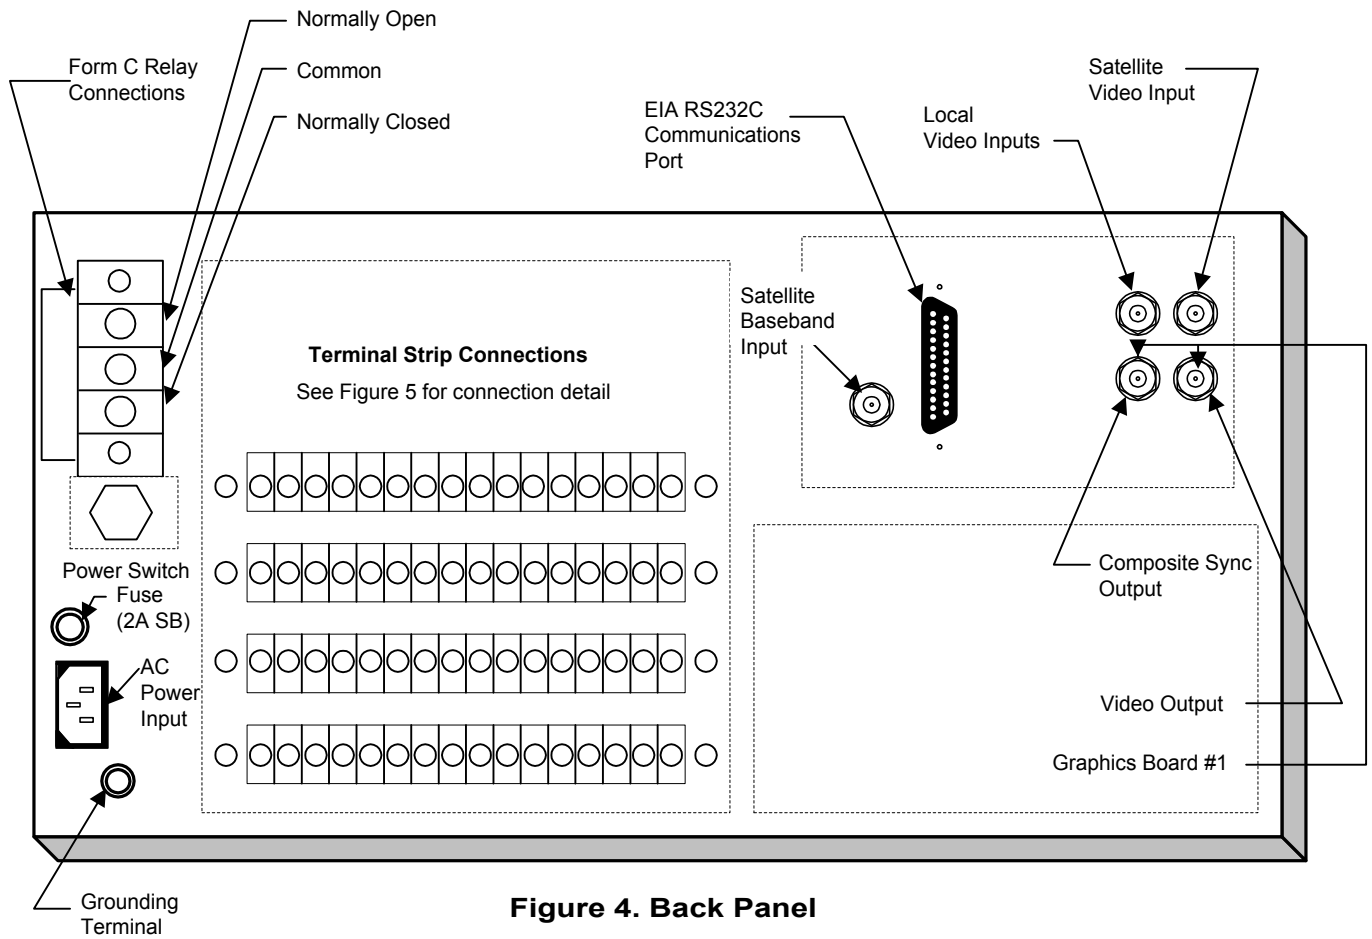 Normally Open
Form C Relay
Connections
Common
Normally Closed
EIA RS232C
Communications
Port
Local
Video Inputs
Satellite
Video Input
Satellite
Baseband
Input
Terminal Strip Connections
See Figure 5 for connection detail
Power Switch
Fuse
(2A SB)
AC
Power
Input
Composite Sync
Output
Video Output
Graphics Board #1
Grounding
Terminal
Figure 4. Back Panel